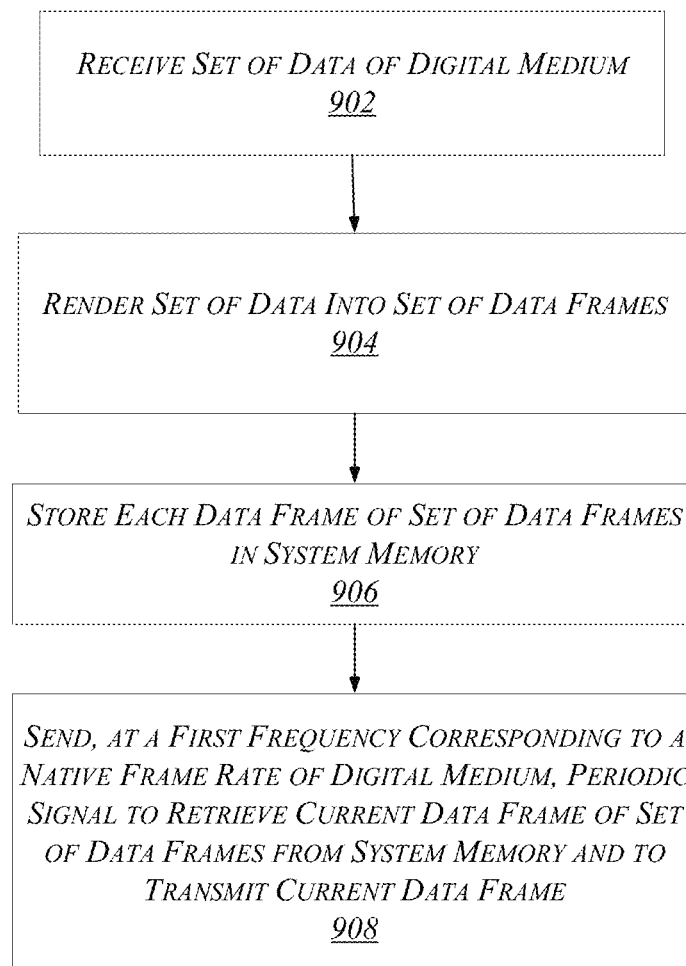 RECEIVE SET OF DATA OF DIGITAL MEDIUM
902
RENDER SET OF DATA INTO SET OF DATA FRAMES
904
STORE EACH DATA FRAME OF SET OF DATA FRAMES
IN SYSTEM MEMORY
906
SEND, AT A FIRST FREQUENCY CORRESPONDING TO A
NATIVE FRAME RATE OF DIGITAL MEDIUM, PERIODIC
SIGNAL TO RETRIEVE CURRENT DATA FRAME OF SET
OF DATA FRAMES FROM SYSTEM MEMORY AND TO
TRANSMIT CURRENT DATA FRAME
908